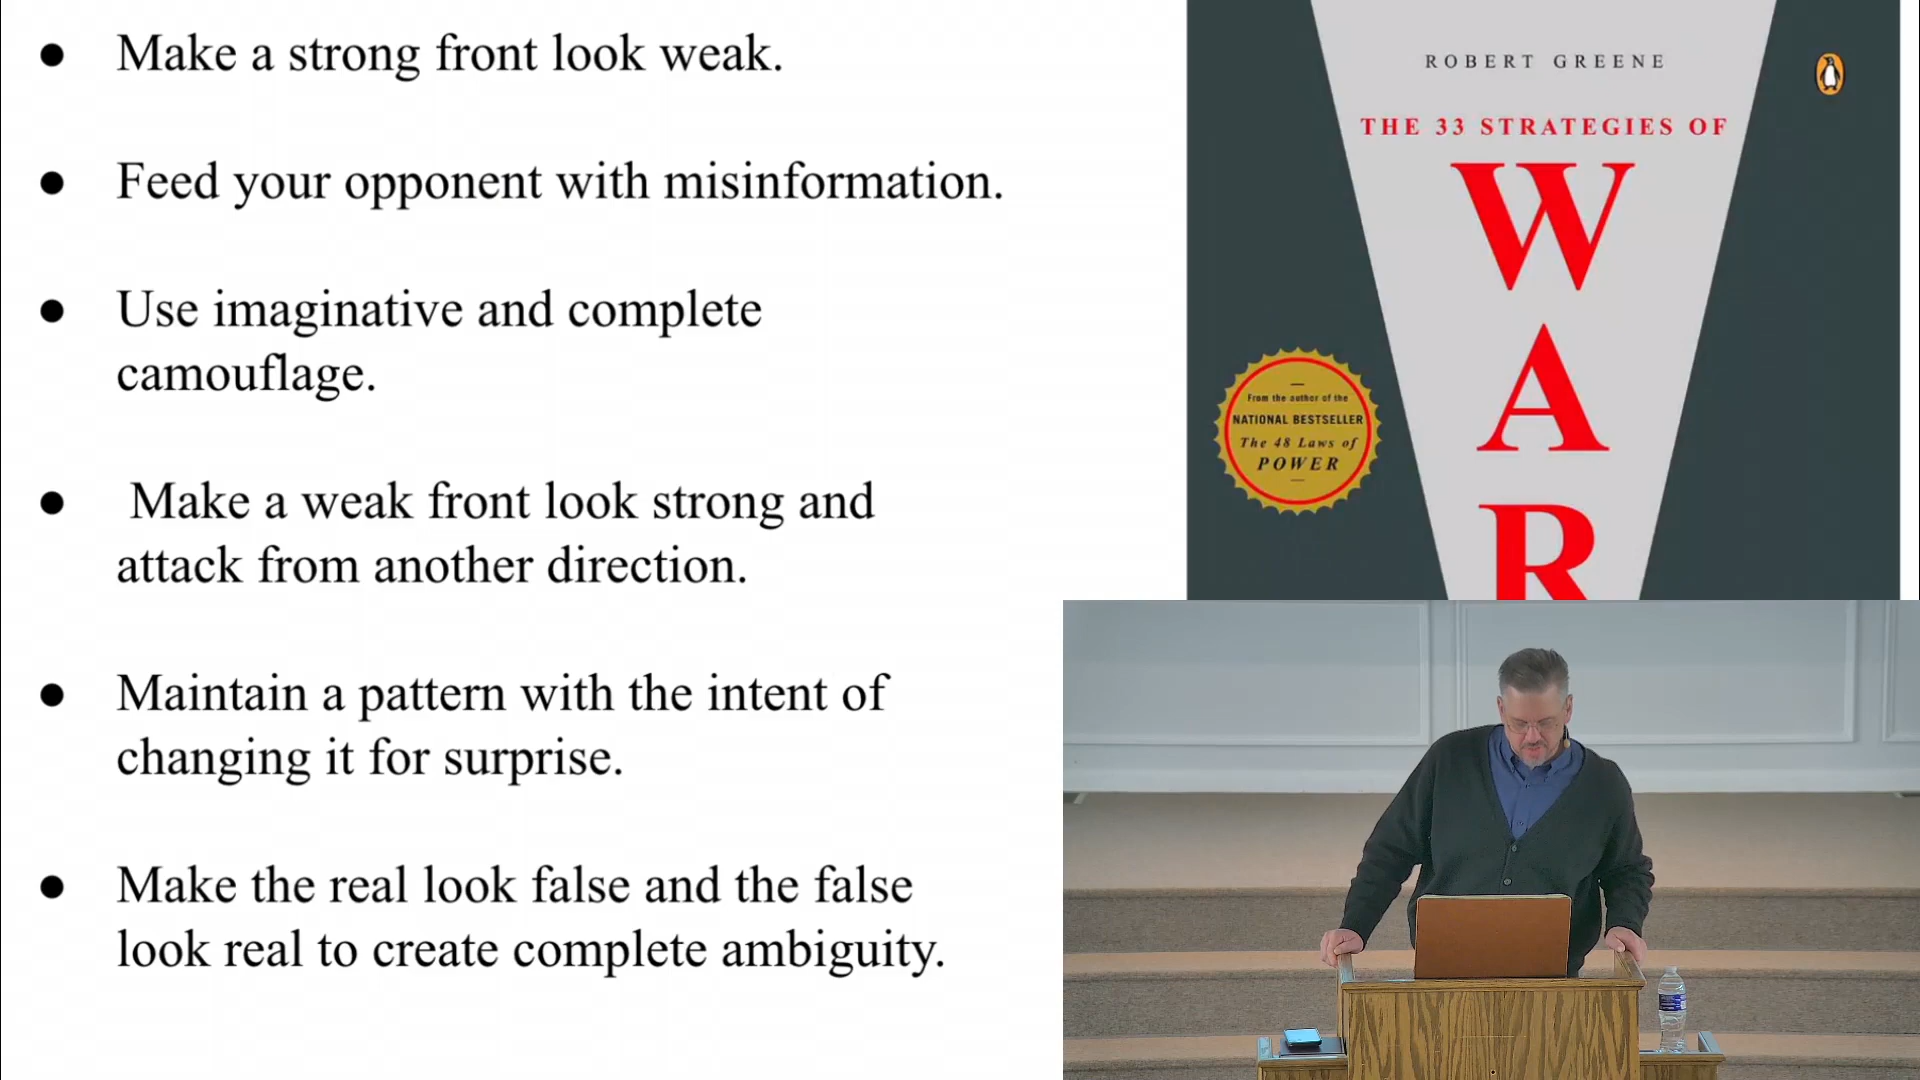 ● Make a strong front look weak.
● Feed your opponent with misinformation.
● Use imaginative and complete
camouflage.
● Make a weak front look strong and
attack from another direction.
● Maintain a pattern with the intent of
changing it for surprise.
● Make the real look false and the false
look real to create complete ambiguity.
ROBERT GREENE
THE 33 STRATEGIES OF
W
A
R
From the author of the
NATIONAL BESTSELLER
The 48 Laws of
POWER